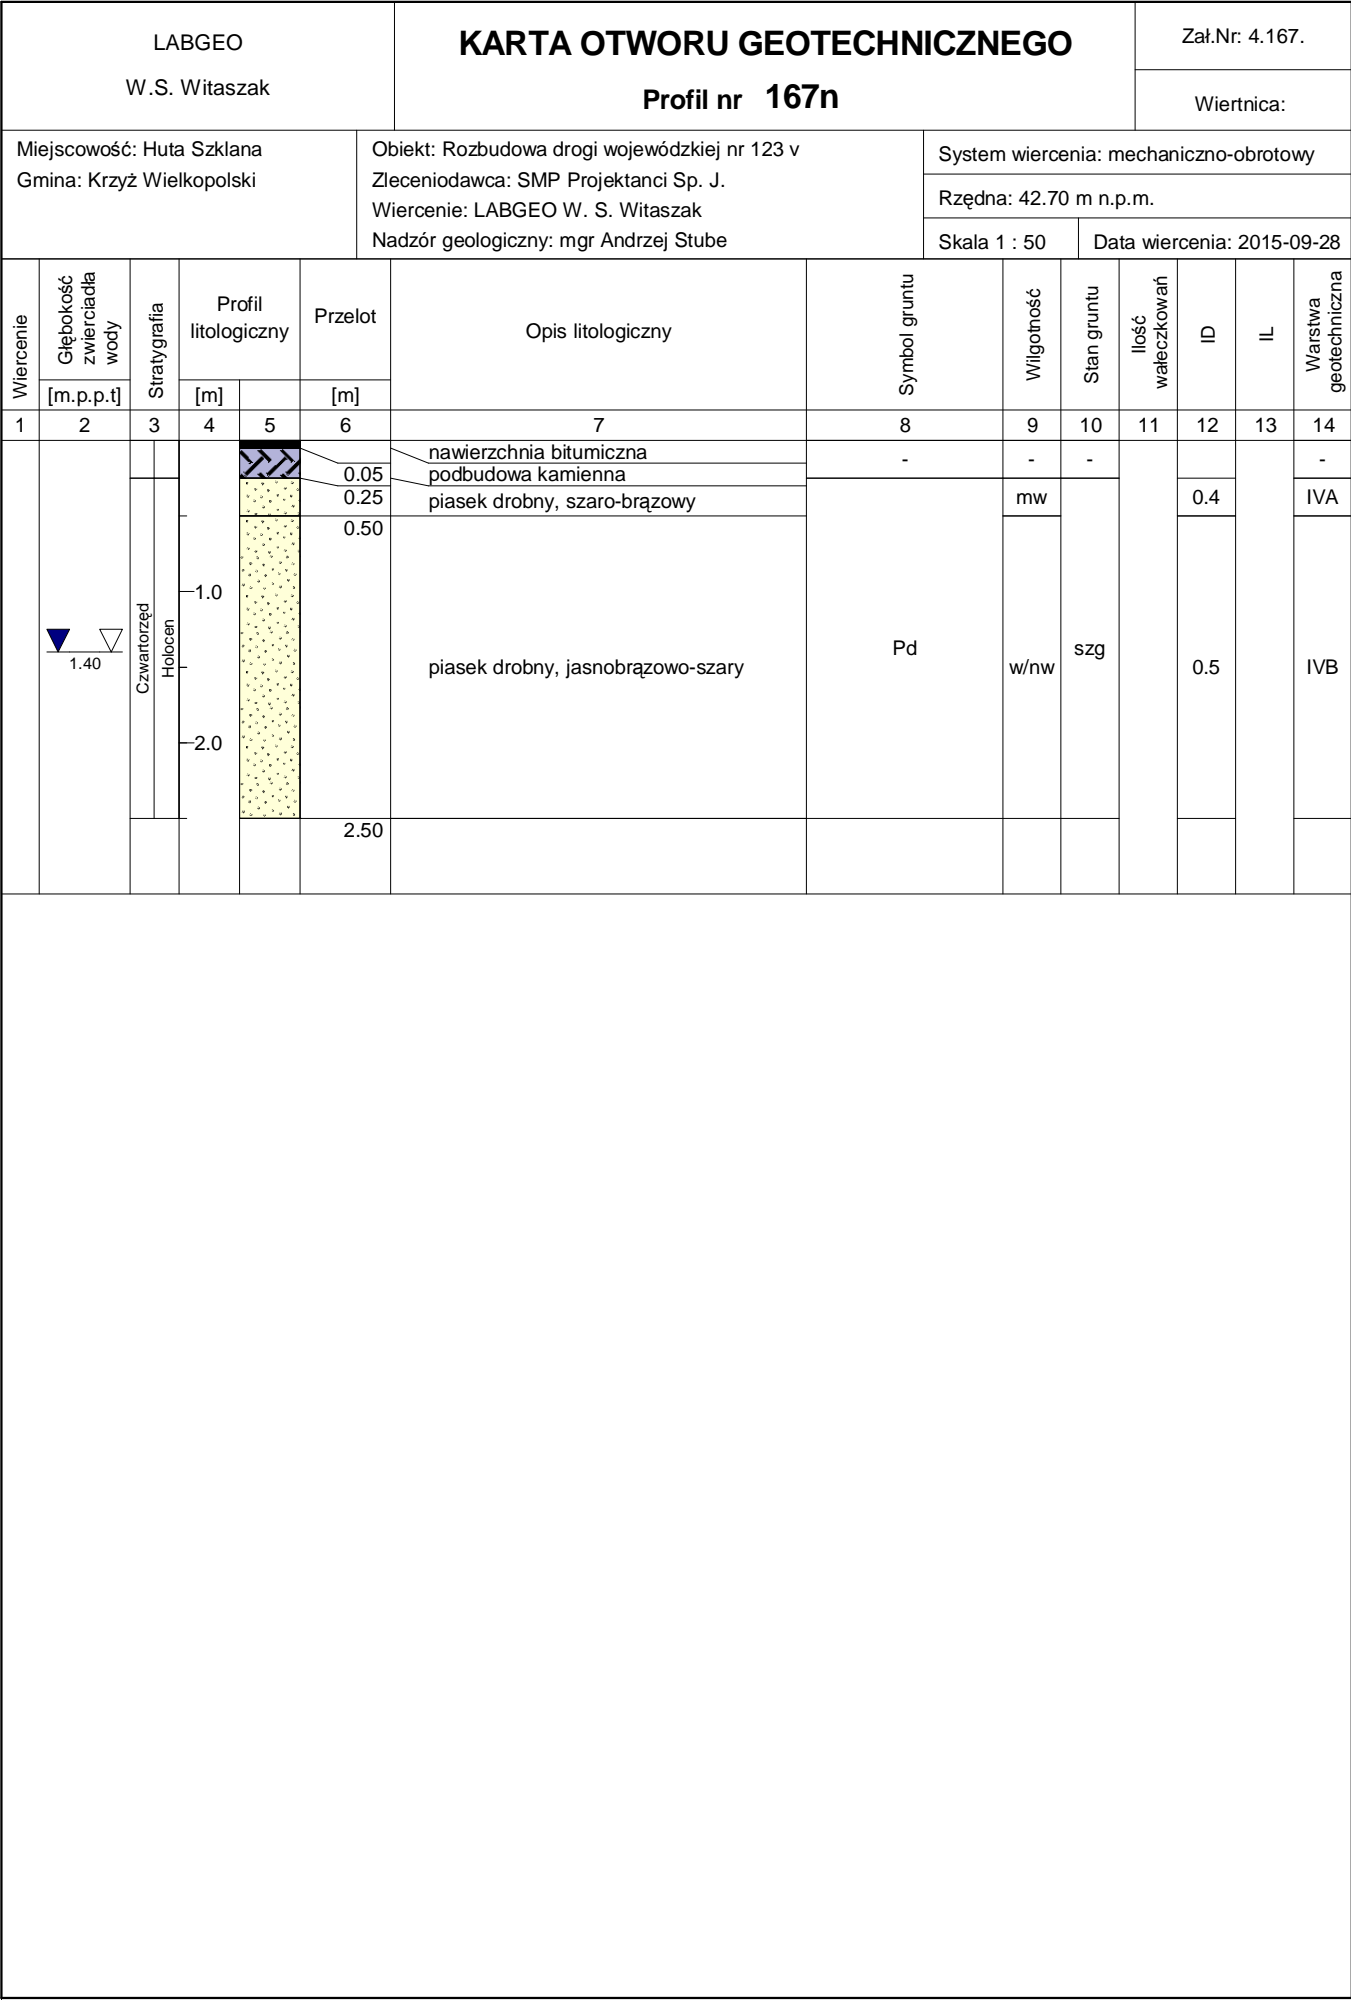 LABGEO
W.S. Witaszak
KARTA OTWORU GEOTECHNICZNEGO
Profil nr 167n
Zał.Nr: 4.167.
Wiertnica:
Miejscowość: Huta Szklana
Gmina: Krzyż Wielkopolski
Obiekt: Rozbudowa drogi wojewódzkiej nr 123 v
Zleceniodawca: SMP Projektanci Sp. J.
Wiercenie: LABGEO W. S. Witaszak
Nadzór geologiczny: mgr Andrzej Stube
System wiercenia: mechaniczno-obrotowy
Rzędna: 42.70 m n.p.m.
Skala 1 : 50
Data wiercenia: 2015-09-28
Wiercenie
Głębokość
zwierciadła
wody
[m.p.p.t]
Stratygrafia
Profil
litologiczny
[m]
Przelot
[m]
Opis litologiczny
Symbol gruntu
Wilgotność
Stan gruntu
Ilość
wałeczkowań
ID
IL
Warstwa
geotechniczna
1 2 3 4 5 6 7 8 9 10 11 12 13 14
nawierzchnia bitumiczna
- - - -
0.05 podbudowa kamienna
0.25 piasek drobny, szaro-brązowy mw 0.4 IVA
0.50
1.0
Czwartorzęd
Holocen
1.40
piasek drobny, jasnobrązowo-szary
Pd
w/nw
szg
0.5
IVB
2.0
2.50